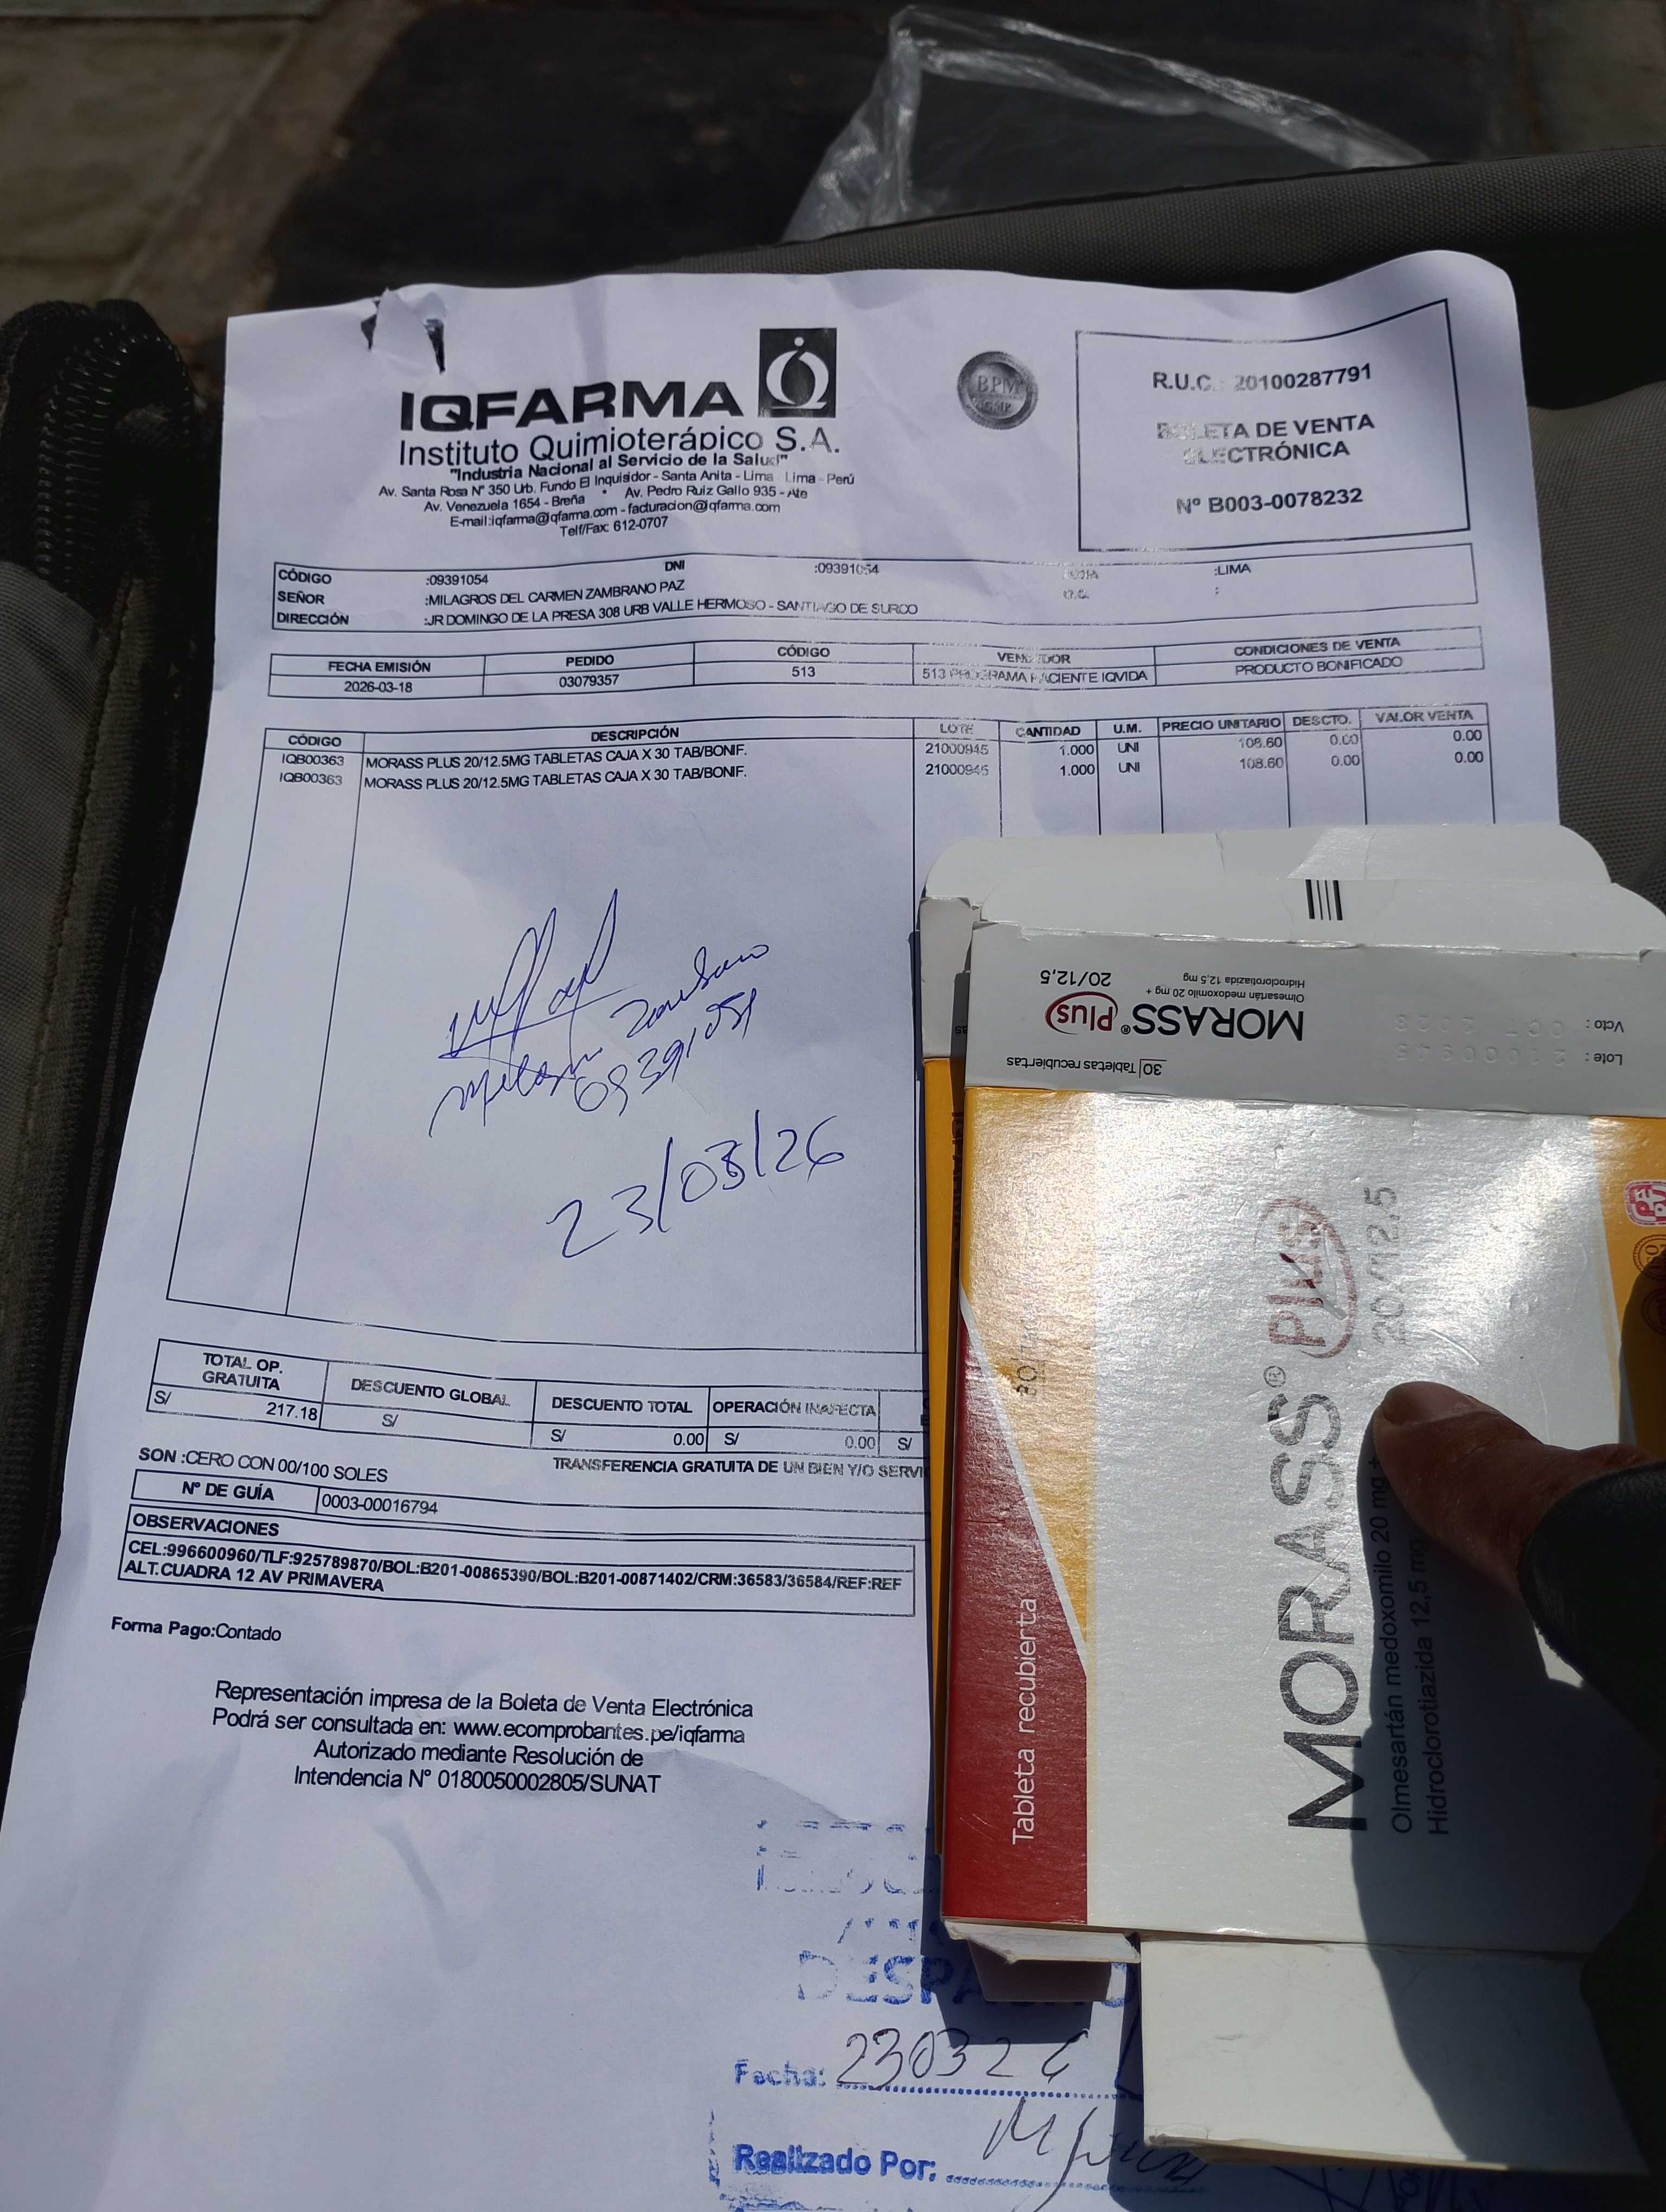 IQFARMA
Instituto Quimioterápico S.A.
"Industria Nacional al Servicio de la Salud"
Av. Santa Rosa N° 350 Urb. Fundo El Inquisidor - Santa Anita - Lima Lima - Perú
Av. Venezuela 1654 - Breña • Av. Pedro Ruiz Gallo 935 - Ate
E-mail:iqfarma@iqfarma.com - facturacion@iqfarma.com
Telf/Fax: 612-0707
BPM
R.U.C.: 20100287791
BOLETA DE VENTA
ELECTRÓNICA
Nº B003-0078232
CÓDIGO :09391054 DNI :09391054 :LIMA
SEÑOR :MILAGROS DEL CARMEN ZAMBRANO PAZ :
DIRECCIÓN :JR DOMINGO DE LA PRESA 308 URB VALLE HERMOSO - SANTIAGO DE SURCO
FECHA EMISIÓN PEDIDO CÓDIGO VENDEDOR CONDICIONES DE VENTA
2026-03-18 03079357 513 513 PROGRAMA PACIENTE IQVIDA PRODUCTO BONIFICADO
CÓDIGO DESCRIPCIÓN LOTE CANTIDAD U.M. PRECIO UNITARIO DESCTO. VALOR VENTA
IQB00363 MORASS PLUS 20/12.5MG TABLETAS CAJA X 30 TAB/BONIF. 21000945 1.000 UNI 108.60 0.00 0.00
IQB00363 MORASS PLUS 20/12.5MG TABLETAS CAJA X 30 TAB/BONIF. 21000945 1.000 UNI 108.60 0.00 0.00
Zambrano
09391054
23/03/26
TOTAL OP. GRATUITA DESCUENTO GLOBAL DESCUENTO TOTAL OPERACIÓN INAFECTA
S/ 217.18 S/ S/ 0.00 S/ 0.00 S/
SON :CERO CON 00/100 SOLES TRANSFERENCIA GRATUITA DE UN BIEN Y/O SERVI
Nº DE GUÍA 0003-00016794
OBSERVACIONES
CEL:996600960/TLF:925789870/BOL:B201-00865390/BOL:B201-00871402/CRM:36583/36584/REF:REF
ALT.CUADRA 12 AV PRIMAVERA
Forma Pago:Contado
Representación impresa de la Boleta de Venta Electrónica
Podrá ser consultada en: www.ecomprobantes.pe/iqfarma
Autorizado mediante Resolución de
Intendencia N° 0180050002805/SUNAT
Fecha: 230326
Realizado Por:
30 Tabletas recubiertas
MORASS® Plus
20/12,5
Olmesartán medoxomilo 20 mg +
Hidroclorotiazida 12,5 mg
Lote: 2100945
Vcto:
MORASS® Plus
20/12,5
Olmesartán medoxomilo 20 mg +
Hidroclorotiazida 12,5 mg
Tableta recubierta